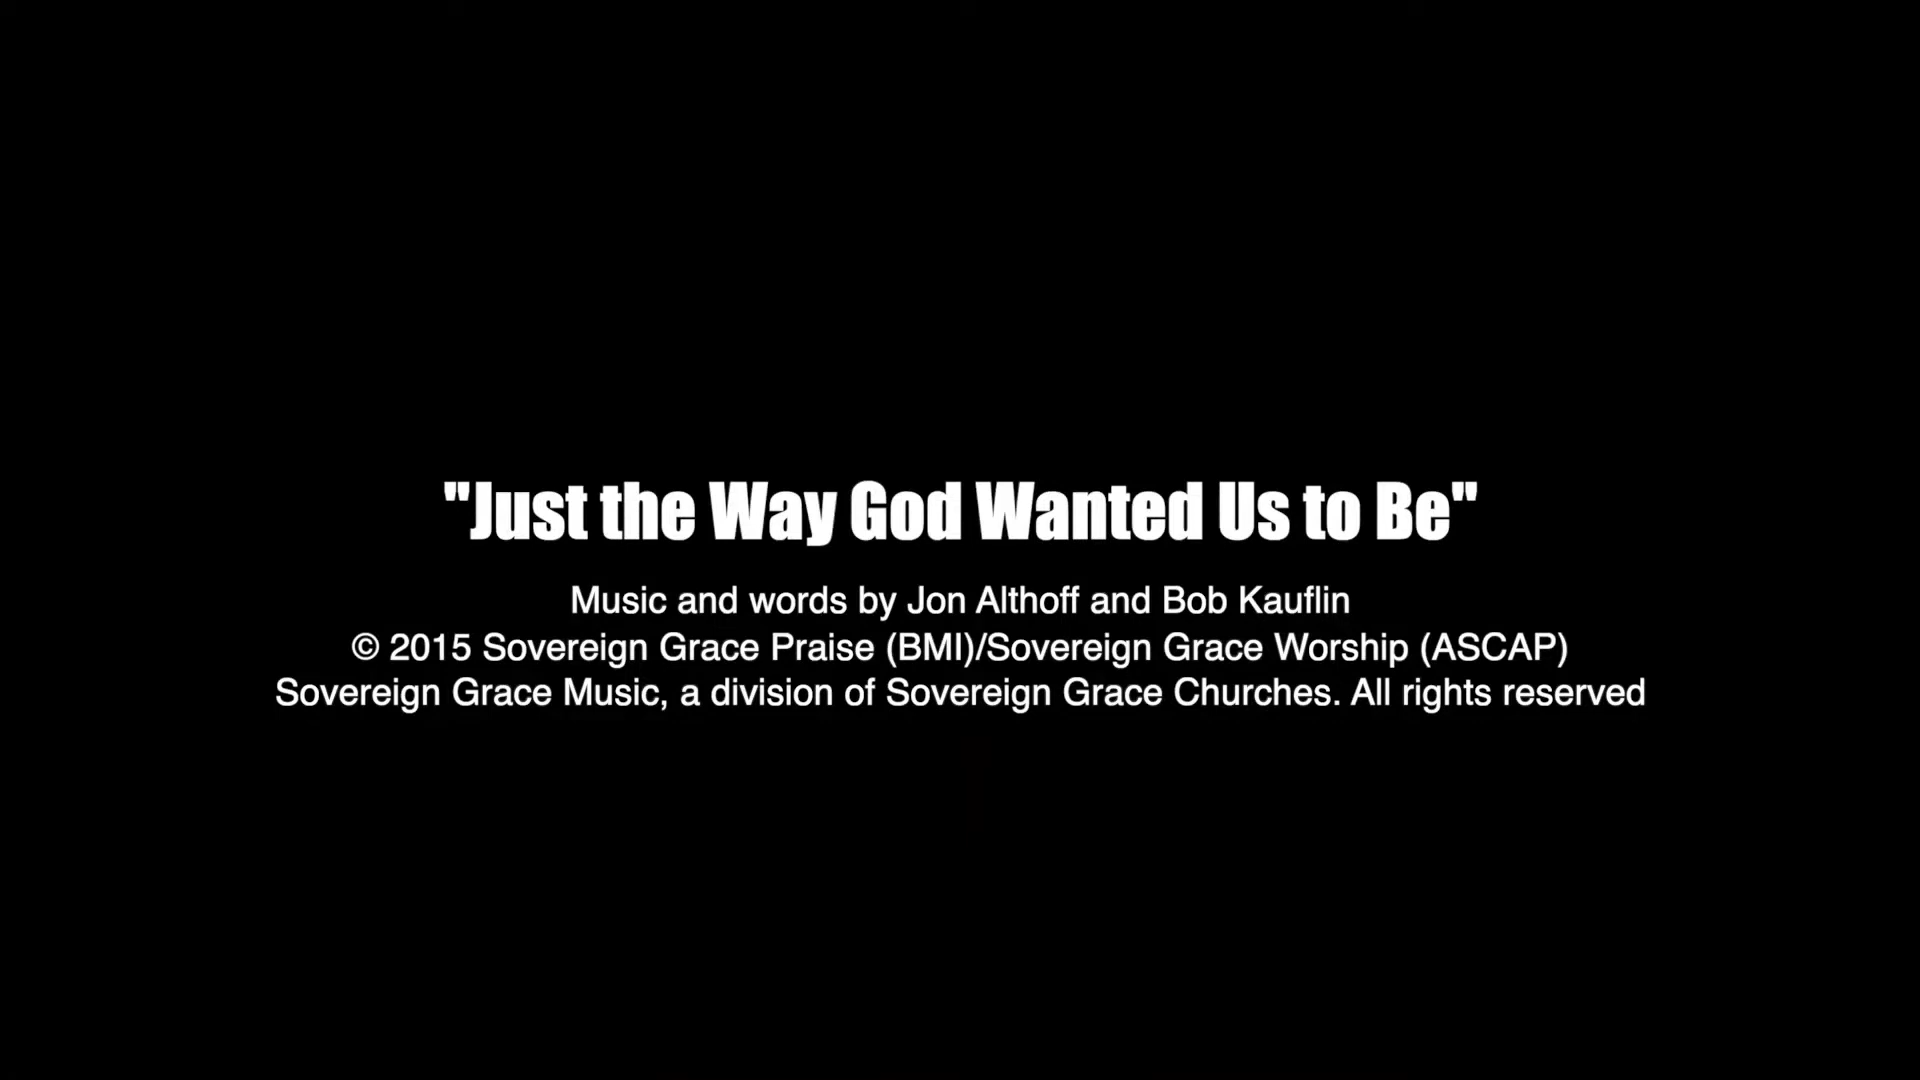 "Just the Way God Wanted Us to Be"
Music and words by Jon Althoff and Bob Kauflin
© 2015 Sovereign Grace Praise (BMI)/Sovereign Grace Worship (ASCAP)
Sovereign Grace Music, a division of Sovereign Grace Churches. All rights reserved